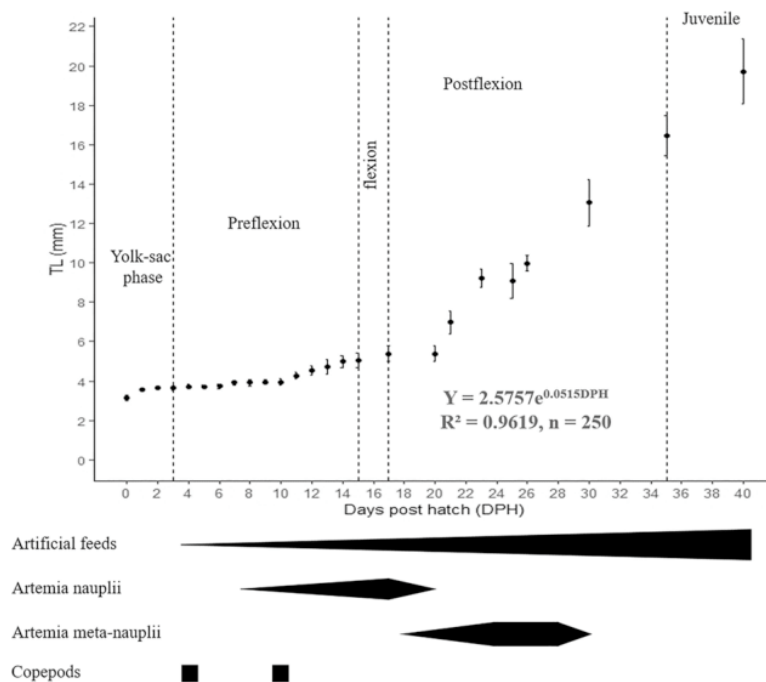 Juvenile
Postflexion
flexion
Preflexion
Yolk-sac
phase
TL (mm)
22
20
18
16
14
12
10
8
6
4
2
0
Y = 2.5757e^0.0515DPH
R² = 0.9619, n = 250
0 2 4 6 8 10 12 14 16 18 20 22 24 26 28 30 32 34 36 38 40
Days post hatch (DPH)
Artificial feeds
Artemia nauplii
Artemia meta-nauplii
Copepods